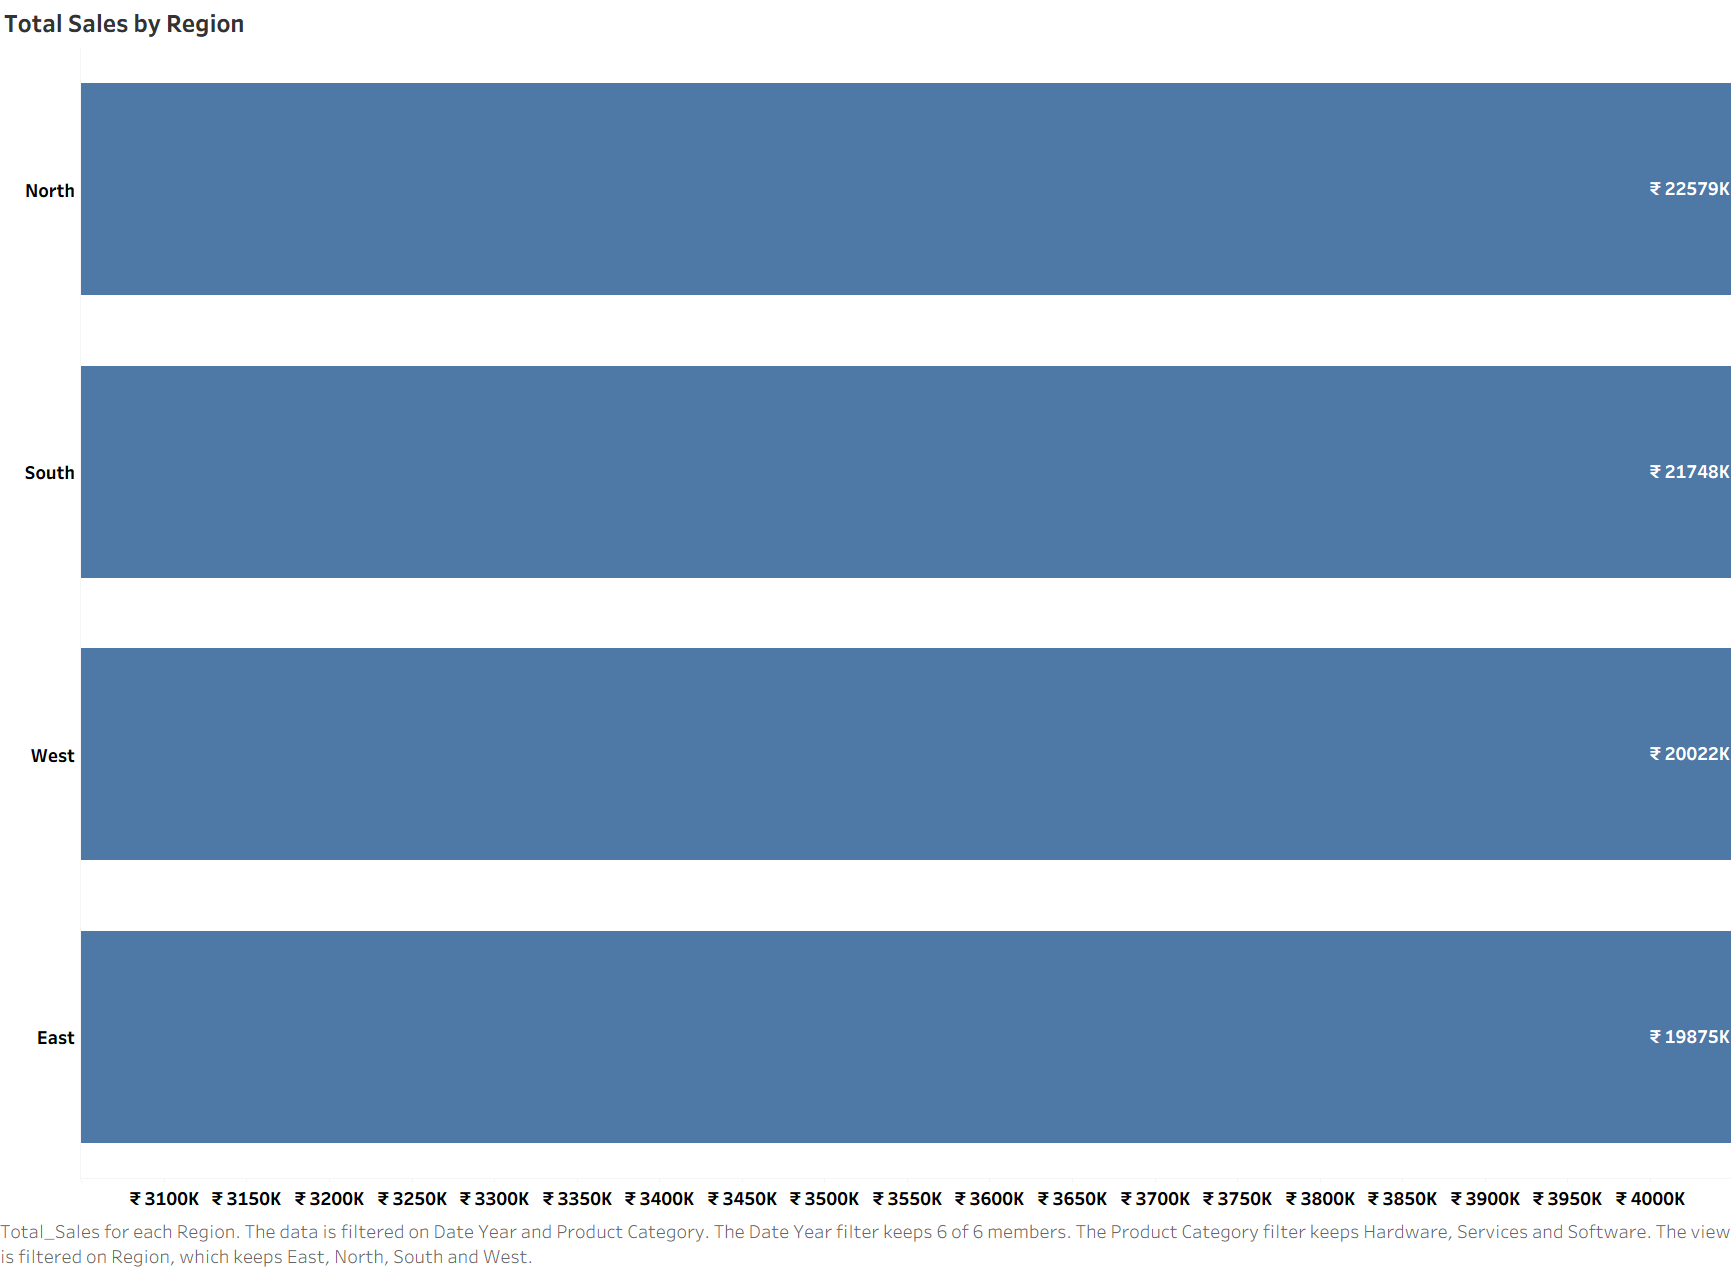 Total Sales by Region
North
₹ 22579K
South
₹ 21748K
West
₹ 20022K
East
₹ 19875K
₹ 3100K ₹ 3150K ₹ 3200K ₹ 3250K ₹ 3300K ₹ 3350K ₹ 3400K ₹ 3450K ₹ 3500K ₹ 3550K ₹ 3600K ₹ 3650K ₹ 3700K ₹ 3750K ₹ 3800K ₹ 3850K ₹ 3900K ₹ 3950K ₹ 4000K
Total_Sales for each Region. The data is filtered on Date Year and Product Category. The Date Year filter keeps 6 of 6 members. The Product Category filter keeps Hardware, Services and Software. The view
is filtered on Region, which keeps East, North, South and West.